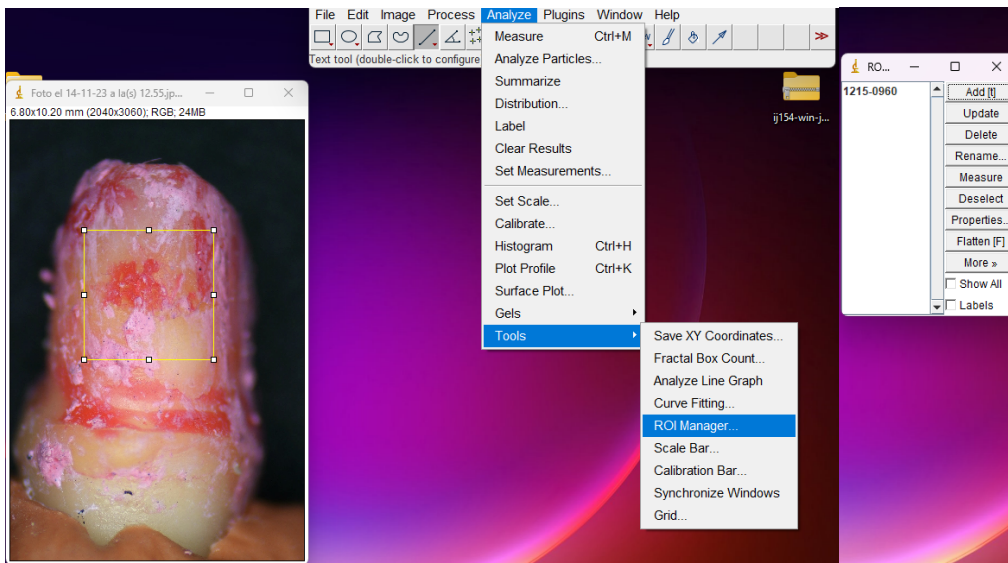 File Edit Image Process Analyze Plugins Window Help
Text tool (double-click to configure
Measure Ctrl+M
Analyze Particles...
Summarize
Distribution...
Label
Clear Results
Set Measurements...
Set Scale...
Calibrate...
Histogram Ctrl+H
Plot Profile Ctrl+K
Surface Plot...
Gels
Tools
Save XY Coordinates...
Fractal Box Count...
Analyze Line Graph
Curve Fitting...
ROI Manager...
Scale Bar...
Calibration Bar...
Synchronize Windows
Grid...
Foto el 14-11-23 a la(s) 12.55.jp...
6.80x10.20 mm (2040x3060); RGB; 24MB
ij154-win-j...
RO...
1215-0960
Add [t]
Update
Delete
Rename...
Measure
Deselect
Properties..
Flatten [F]
More »
Show All
Labels